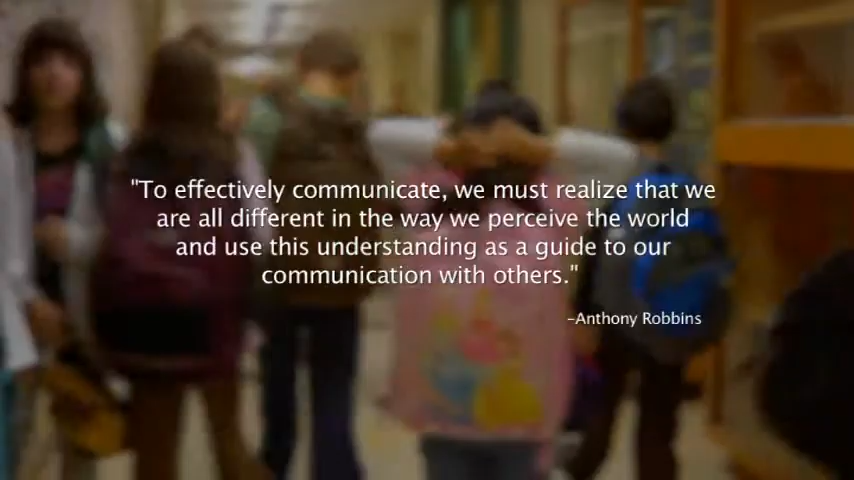 "To effectively communicate, we must realize that we
are all different in the way we perceive the world
and use this understanding as a guide to our
communication with others."
–Anthony Robbins